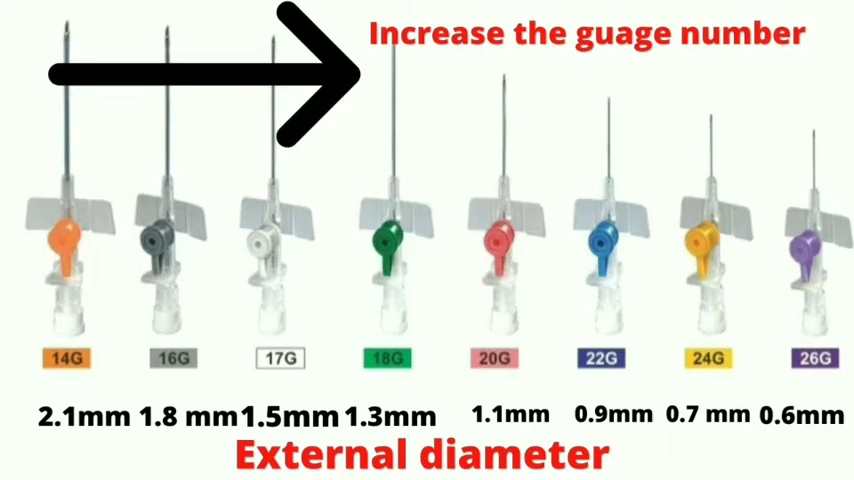 Increase the guage number
14G 16G 17G 18G 20G 22G 24G 26G
2.1mm 1.8 mm 1.5mm 1.3mm 1.1mm 0.9mm 0.7 mm 0.6mm
External diameter